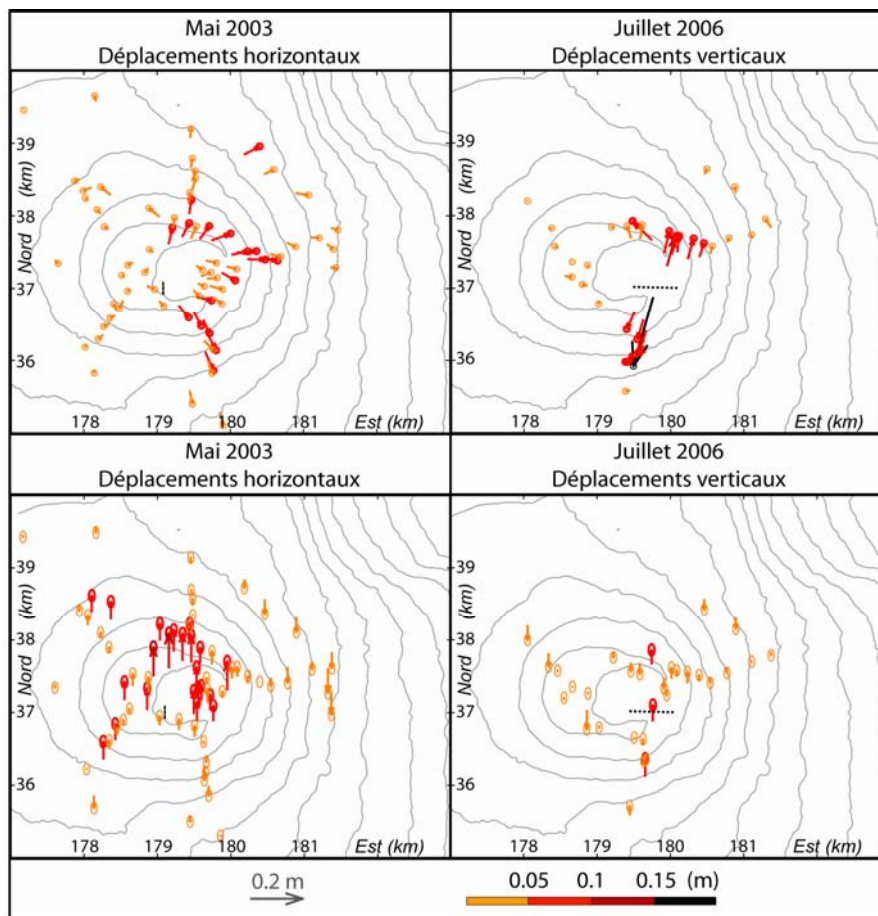 Mai 2003
Déplacements horizontaux
Juillet 2006
Déplacements verticaux
39
38
37
36
Nord (km)
178 179 180 181 Est (km)
39
38
37
36
Nord (km)
178 179 180 181 Est (km)
Mai 2003
Déplacements horizontaux
Juillet 2006
Déplacements verticaux
39
38
37
36
Nord (km)
178 179 180 181 Est (km)
39
38
37
36
Nord (km)
178 179 180 181 Est (km)
0.2 m
0.05 0.1 0.15 (m)